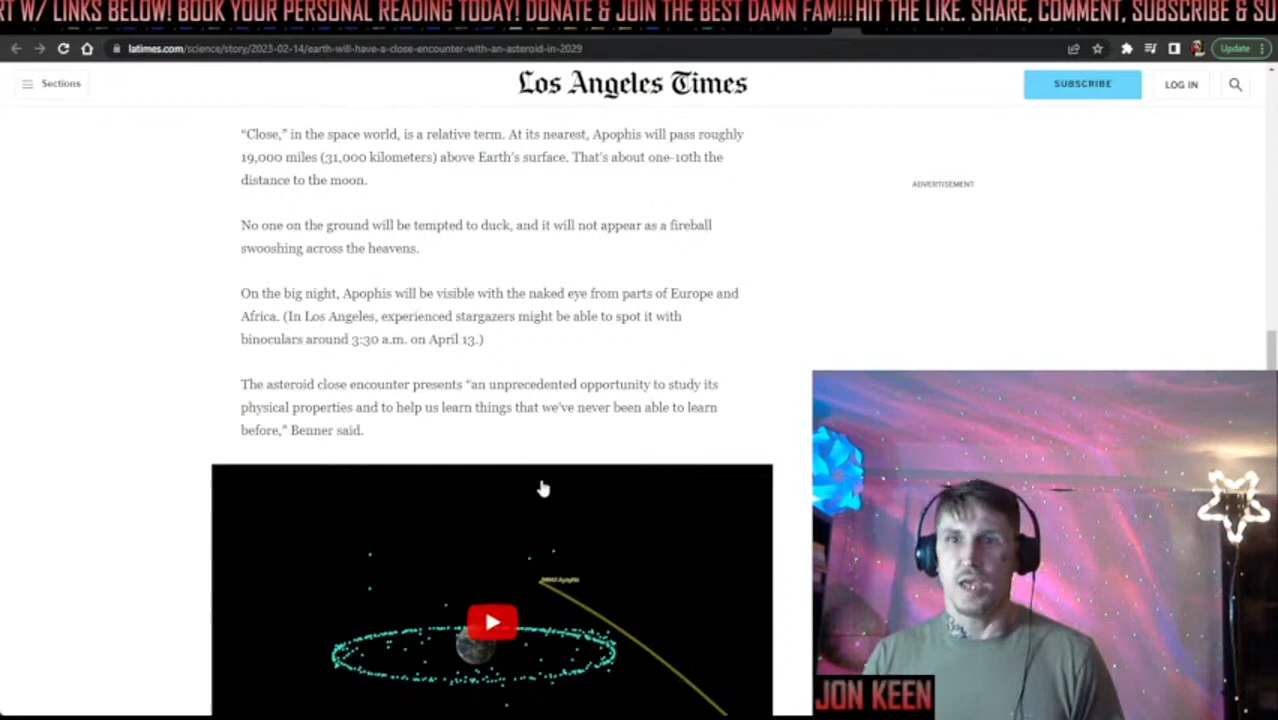 RT W/ LINKS BELOW! BOOK YOUR PERSONAL READING TODAY! DONATE & JOIN THE BEST DAMN FAM!!! HIT THE LIKE. SHARE, COMMENT, SUBSCRIBE & SU
latimes.com/science/story/2023-02-14/earth-will-have-a-close-encounter-with-an-asteroid-in-2029
Update
Sections
Los Angeles Times
SUBSCRIBE
LOG IN
“Close,” in the space world, is a relative term. At its nearest, Apophis will pass roughly
19,000 miles (31,000 kilometers) above Earth’s surface. That’s about one-10th the
distance to the moon.
ADVERTISEMENT
No one on the ground will be tempted to duck, and it will not appear as a fireball
swooshing across the heavens.
On the big night, Apophis will be visible with the naked eye from parts of Europe and
Africa. (In Los Angeles, experienced stargazers might be able to spot it with
binoculars around 3:30 a.m. on April 13.)
The asteroid close encounter presents “an unprecedented opportunity to study its
physical properties and to help us learn things that we’ve never been able to learn
before,” Benner said.
JON KEEN